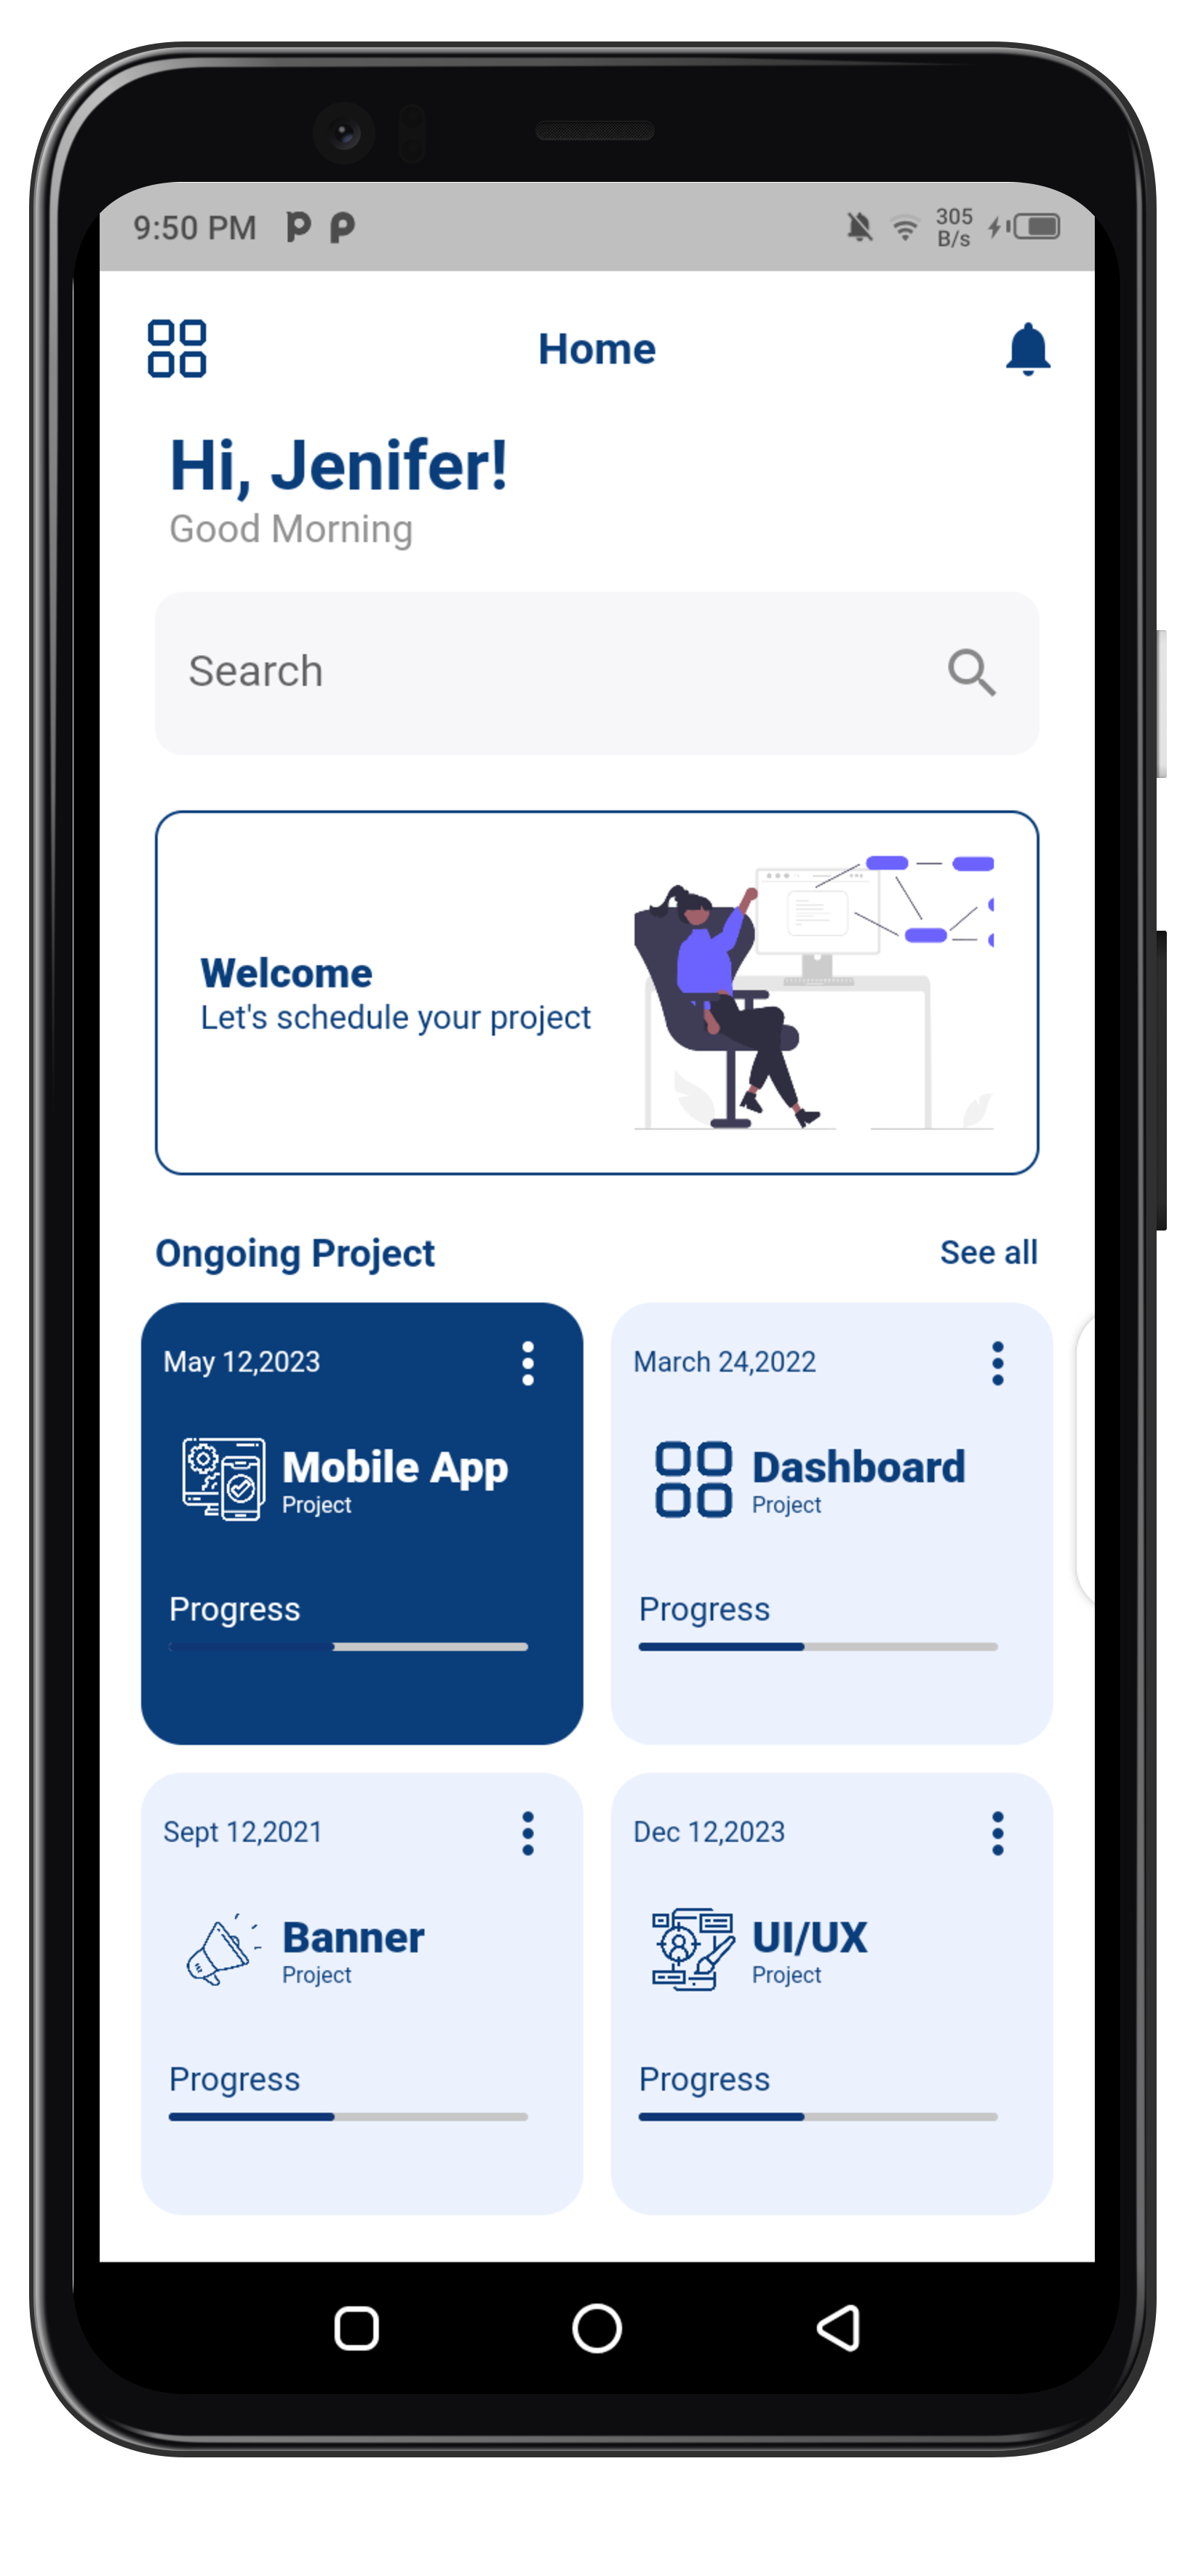 9:50 PM
305
B/s
Home
Hi, Jenifer!
Good Morning
Search
Welcome
Let's schedule your project
Ongoing Project
See all
May 12,2023
Mobile App
Project
Progress
March 24,2022
Dashboard
Project
Progress
Sept 12,2021
Banner
Project
Progress
Dec 12,2023
UI/UX
Project
Progress